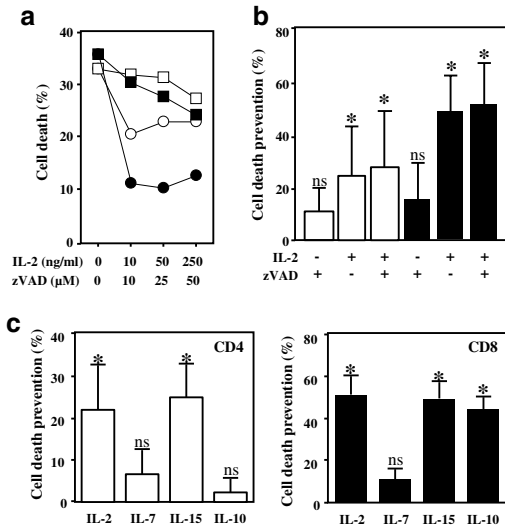 a
Cell death (%)
40
30
20
10
0
IL-2 (ng/ml) 0 10 50 250
zVAD (μM) 0 10 25 50
b
Cell death prevention (%)
80
60
40
20
0
ns * * ns * *
IL-2 - + + - + +
zVAD + - + + - +
c
Cell death prevention (%)
40
30
20
10
0
CD4
* ns * ns
IL-2 IL-7 IL-15 IL-10
Cell death prevention (%)
80
60
40
20
0
CD8
* ns * *
IL-2 IL-7 IL-15 IL-10